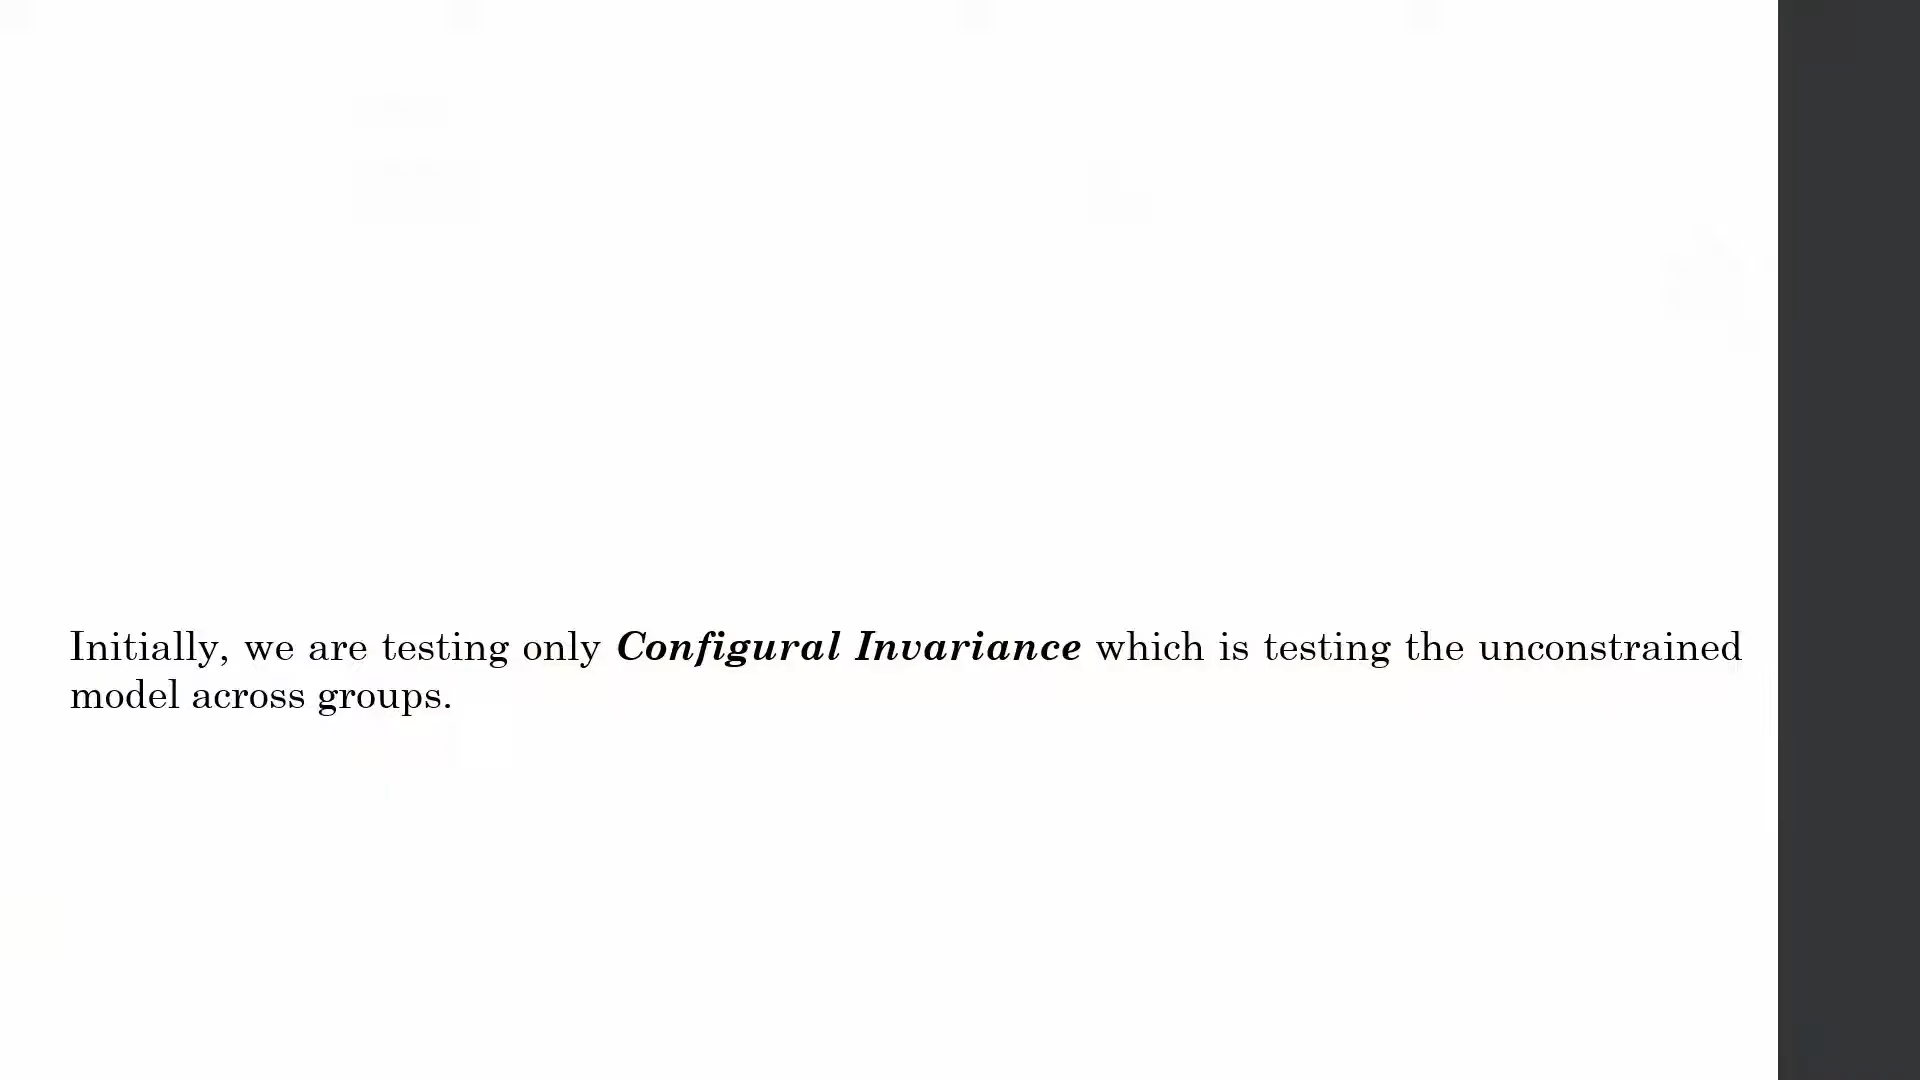 Initially, we are testing only Configural Invariance which is testing the unconstrained
model across groups.